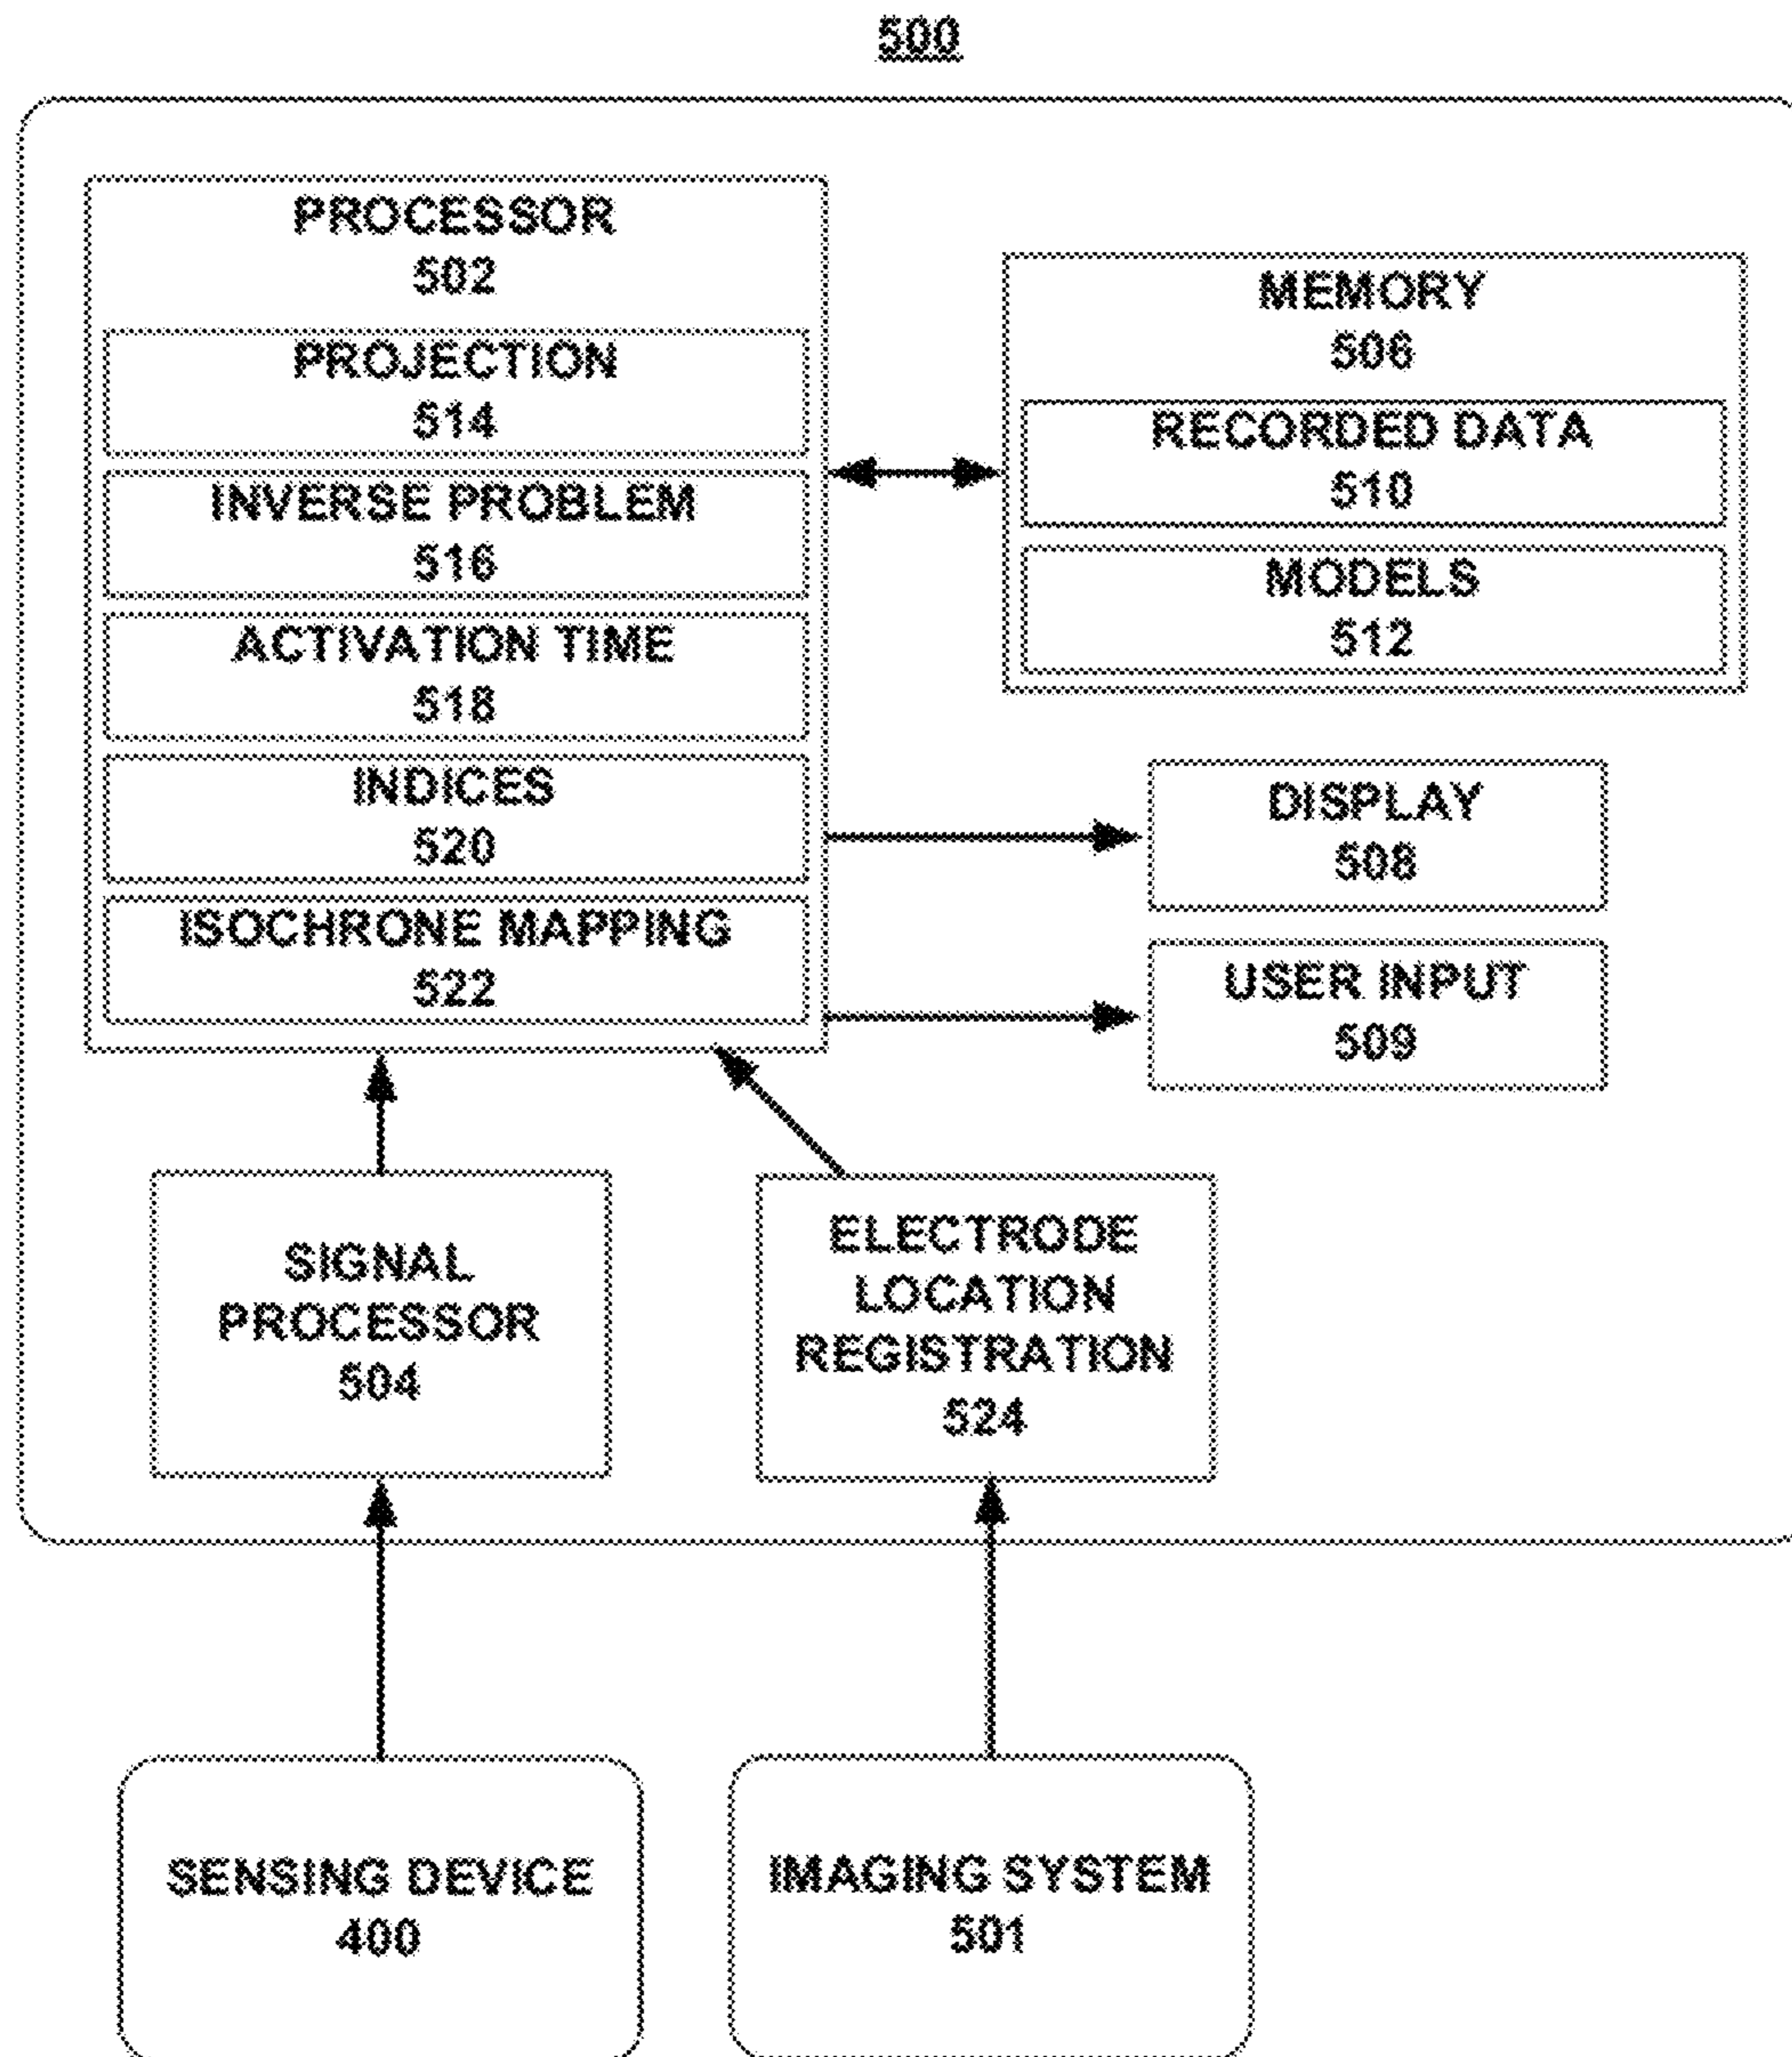 500
PROCESSOR
502
PROJECTION
514
INVERSE PROBLEM
516
ACTIVATION TIME
518
INDICES
520
ISOCHRONE MAPPING
522
MEMORY
506
RECORDED DATA
510
MODELS
512
DISPLAY
508
USER INPUT
509
SIGNAL
PROCESSOR
504
ELECTRODE
LOCATION
REGISTRATION
524
SENSING DEVICE
400
IMAGING SYSTEM
501